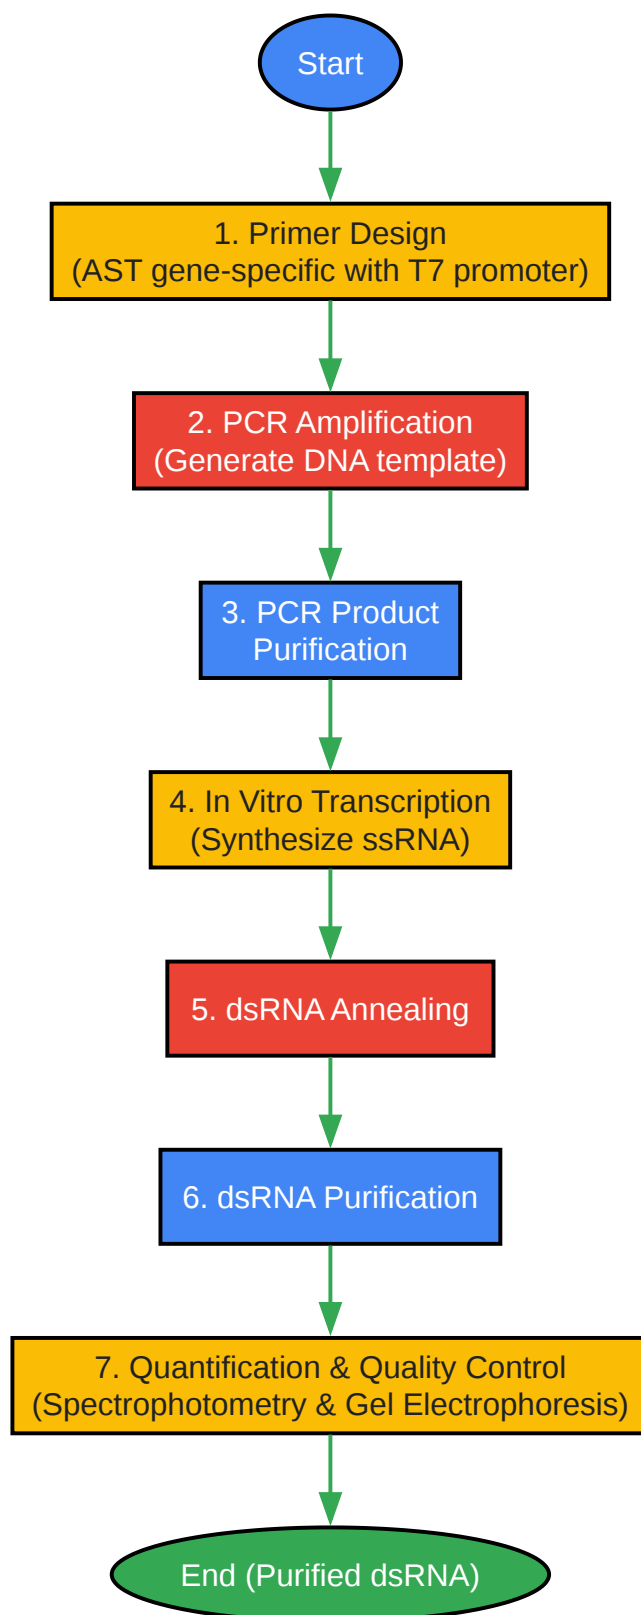 Start
1. Primer Design
(AST gene-specific with T7 promoter)
2. PCR Amplification
(Generate DNA template)
3. PCR Product
Purification
4. In Vitro Transcription
(Synthesize ssRNA)
5. dsRNA Annealing
6. dsRNA Purification
7. Quantification & Quality Control
(Spectrophotometry & Gel Electrophoresis)
End (Purified dsRNA)